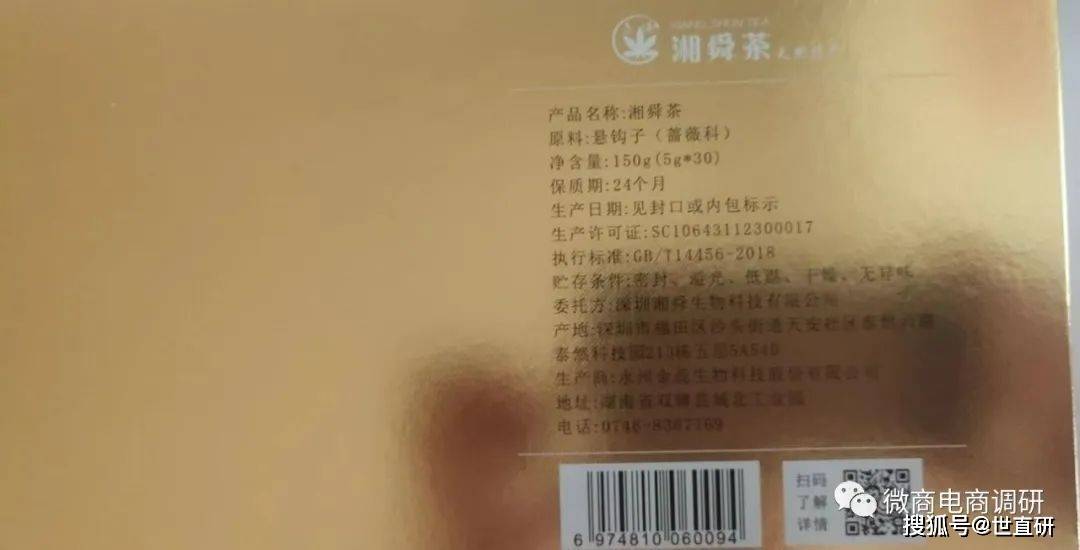 XIANG SHUN TEA
湘舜茶
产品名称:湘舜茶
原料:悬钩子（蔷薇科）
净含量:150g(5g*30)
保质期:24个月
生产日期:见封口或内包标示
生产许可证:SC10643112300017
执行标准:GB/T14456-2018
贮存条件:密封、避光、低温、干燥、无异味
委托方:深圳湘舜生物科技有限公司
产地:深圳市福田区沙头街道天安社区泰然六路
泰然科技园213栋五层5A54D
生产商:永州金蕊生物科技股份有限公司
地址:湖南省双牌县城北工业园
电话:0746-8367769
6 974810 060094
扫码
了解
详情
微商电商调研
搜狐号@世直研